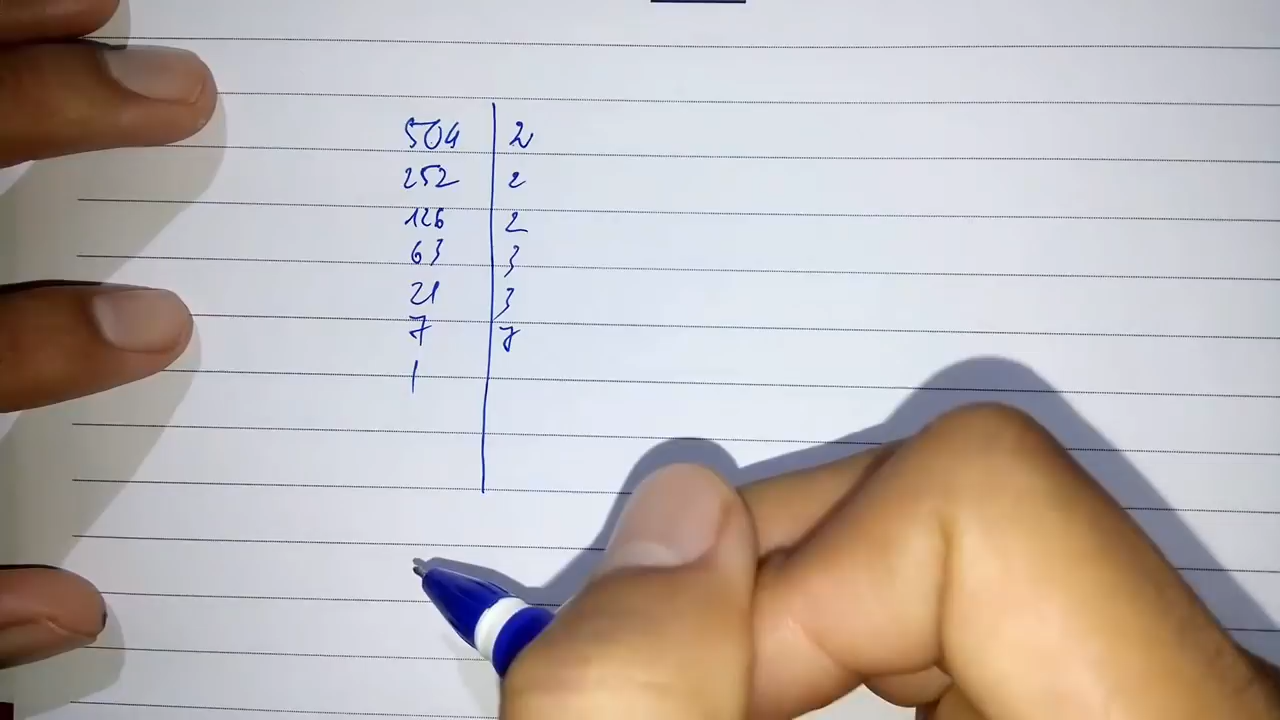 504 | 2
252 | 2
126 | 2
63 | 3
21 | 3
7 | 7
1 |